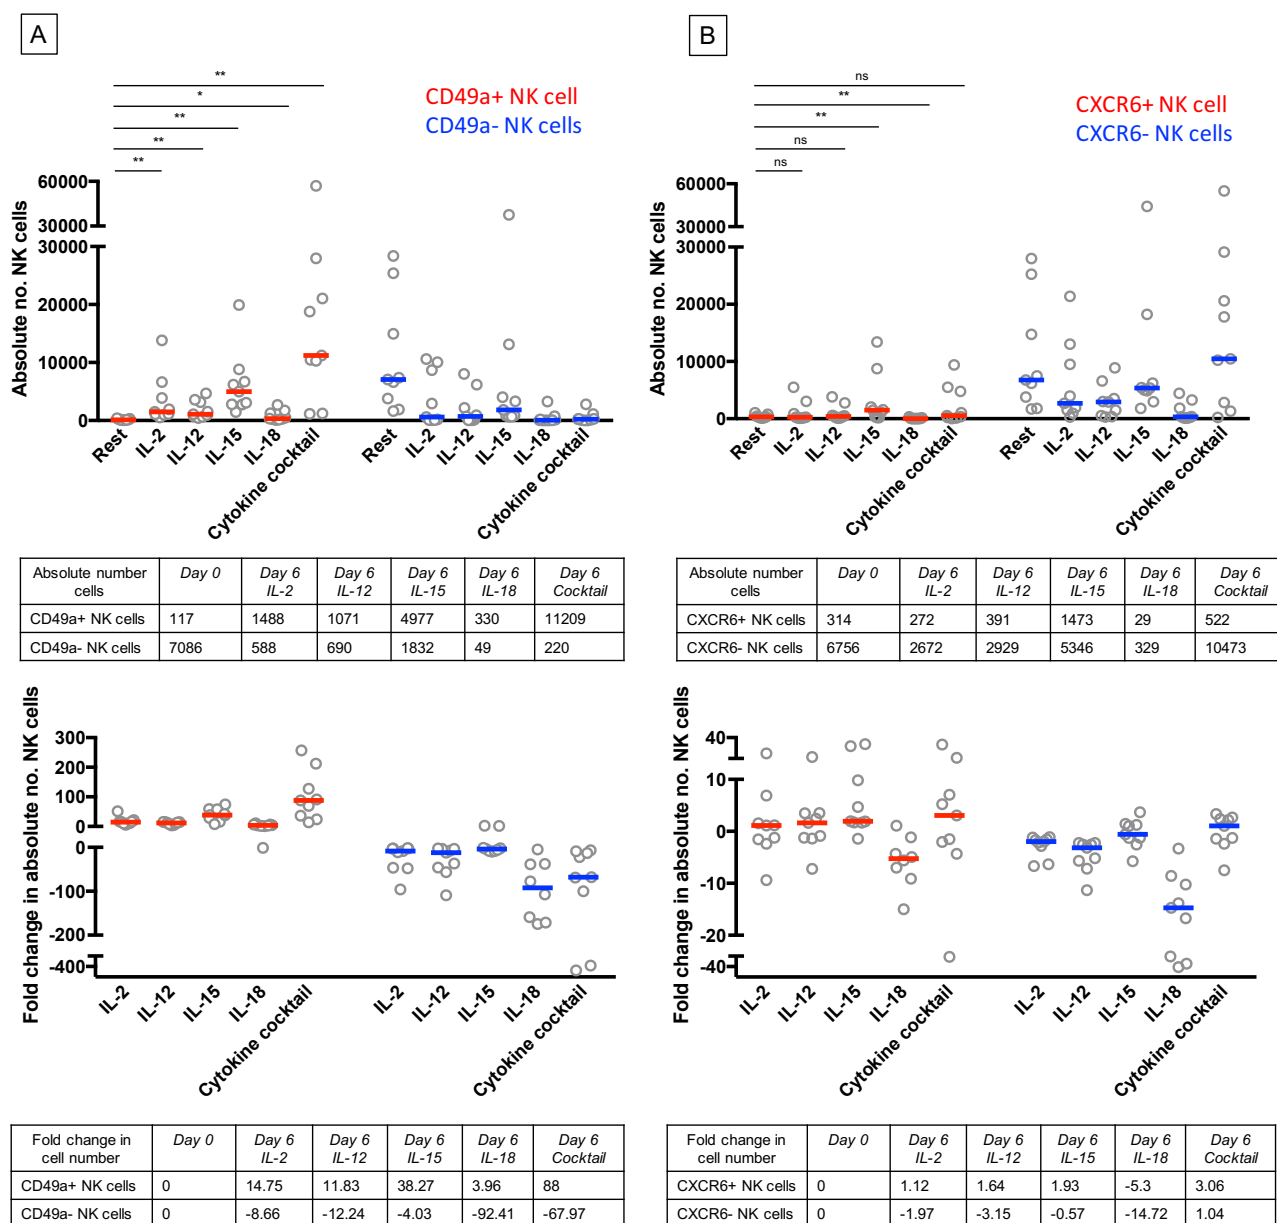 A
**
*
**
**
**
CD49a+ NK cell
CD49a- NK cells
Absolute no. NK cells
60000
30000
30000
20000
10000
0
Rest
IL-2
IL-12
IL-15
IL-18
Cytokine cocktail
Rest
IL-2
IL-12
IL-15
IL-18
Cytokine cocktail
Absolute number cells Day 0 Day 6 IL-2 Day 6 IL-12 Day 6 IL-15 Day 6 IL-18 Day 6 Cocktail
CD49a+ NK cells 117 1488 1071 4977 330 11209
CD49a- NK cells 7086 588 690 1832 49 220
Fold change in absolute no. NK cells
300
200
100
0
0
-100
-200
-400
IL-2
IL-12
IL-15
IL-18
Cytokine cocktail
IL-2
IL-12
IL-15
IL-18
Cytokine cocktail
Fold change in cell number Day 0 Day 6 IL-2 Day 6 IL-12 Day 6 IL-15 Day 6 IL-18 Day 6 Cocktail
CD49a+ NK cells 0 14.75 11.83 38.27 3.96 88
CD49a- NK cells 0 -8.66 -12.24 -4.03 -92.41 -67.97
B
ns
**
**
ns
ns
CXCR6+ NK cell
CXCR6- NK cells
Absolute no. NK cells
60000
30000
30000
20000
10000
0
Rest
IL-2
IL-12
IL-15
IL-18
Cytokine cocktail
Rest
IL-2
IL-12
IL-15
IL-18
Cytokine cocktail
Absolute number cells Day 0 Day 6 IL-2 Day 6 IL-12 Day 6 IL-15 Day 6 IL-18 Day 6 Cocktail
CXCR6+ NK cells 314 272 391 1473 29 522
CXCR6- NK cells 6756 2672 2929 5346 329 10473
Fold change in absolute no. NK cells
40
10
0
-10
-20
-40
IL-2
IL-12
IL-15
IL-18
Cytokine cocktail
IL-2
IL-12
IL-15
IL-18
Cytokine cocktail
Fold change in cell number Day 0 Day 6 IL-2 Day 6 IL-12 Day 6 IL-15 Day 6 IL-18 Day 6 Cocktail
CXCR6+ NK cells 0 1.12 1.64 1.93 -5.3 3.06
CXCR6- NK cells 0 -1.97 -3.15 -0.57 -14.72 1.04